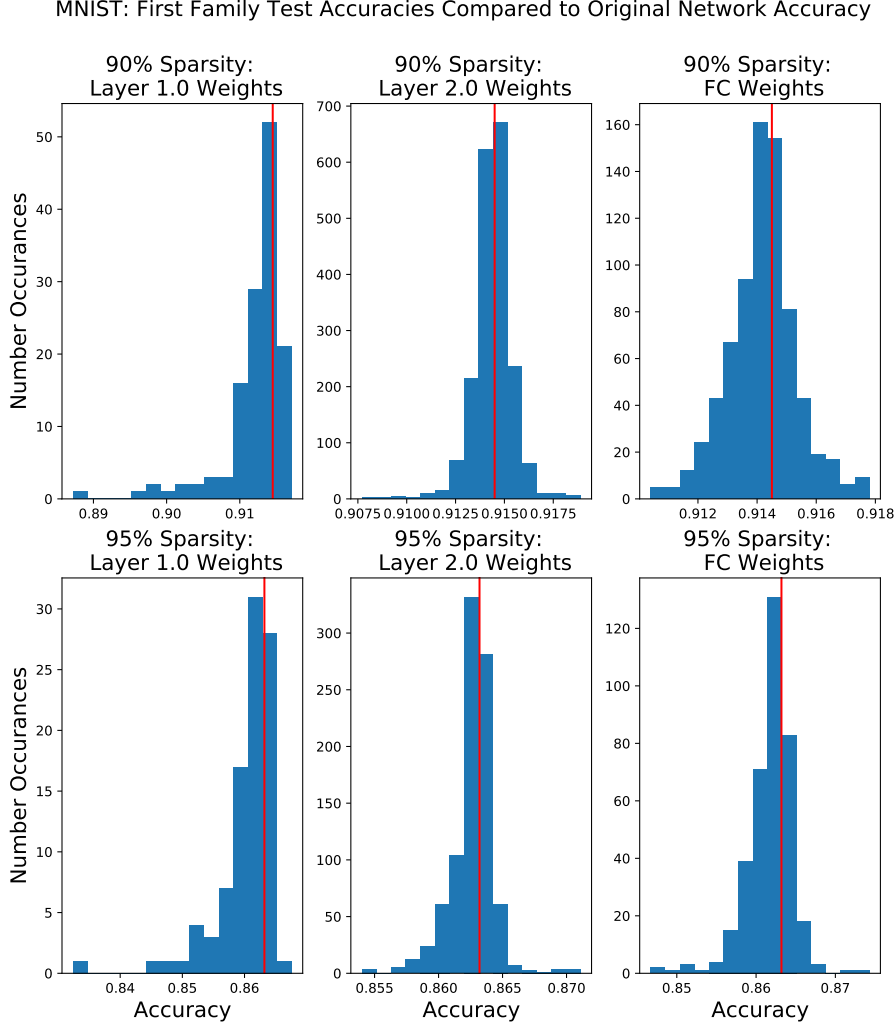 MNIST: First Family Test Accuracies Compared to Original Network Accuracy
90% Sparsity:
Layer 1.0 Weights
90% Sparsity:
Layer 2.0 Weights
90% Sparsity:
FC Weights
Number Occurances
50
40
30
20
10
0
0.89 0.90 0.91
700
600
500
400
300
200
100
0
0.9075 0.9100 0.9125 0.9150 0.9175
160
140
120
100
80
60
40
20
0
0.912 0.914 0.916 0.918
95% Sparsity:
Layer 1.0 Weights
95% Sparsity:
Layer 2.0 Weights
95% Sparsity:
FC Weights
Number Occurances
30
25
20
15
10
5
0
0.84 0.85 0.86
Accuracy
300
250
200
150
100
50
0
0.855 0.860 0.865 0.870
Accuracy
120
100
80
60
40
20
0
0.85 0.86 0.87
Accuracy